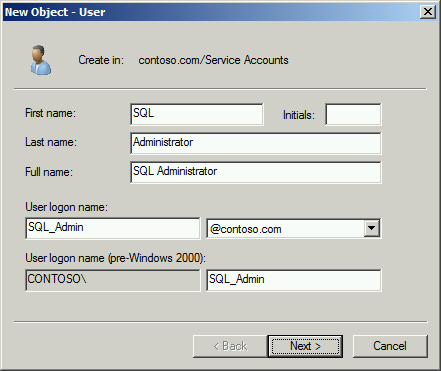 New Object - User
Create in: contoso.com/Service Accounts
First name: SQL Initials:
Last name: Administrator
Full name: SQL Administrator
User logon name:
SQL_Admin @contoso.com
User logon name (pre-Windows 2000):
CONTOSO\ SQL_Admin
< Back Next > Cancel